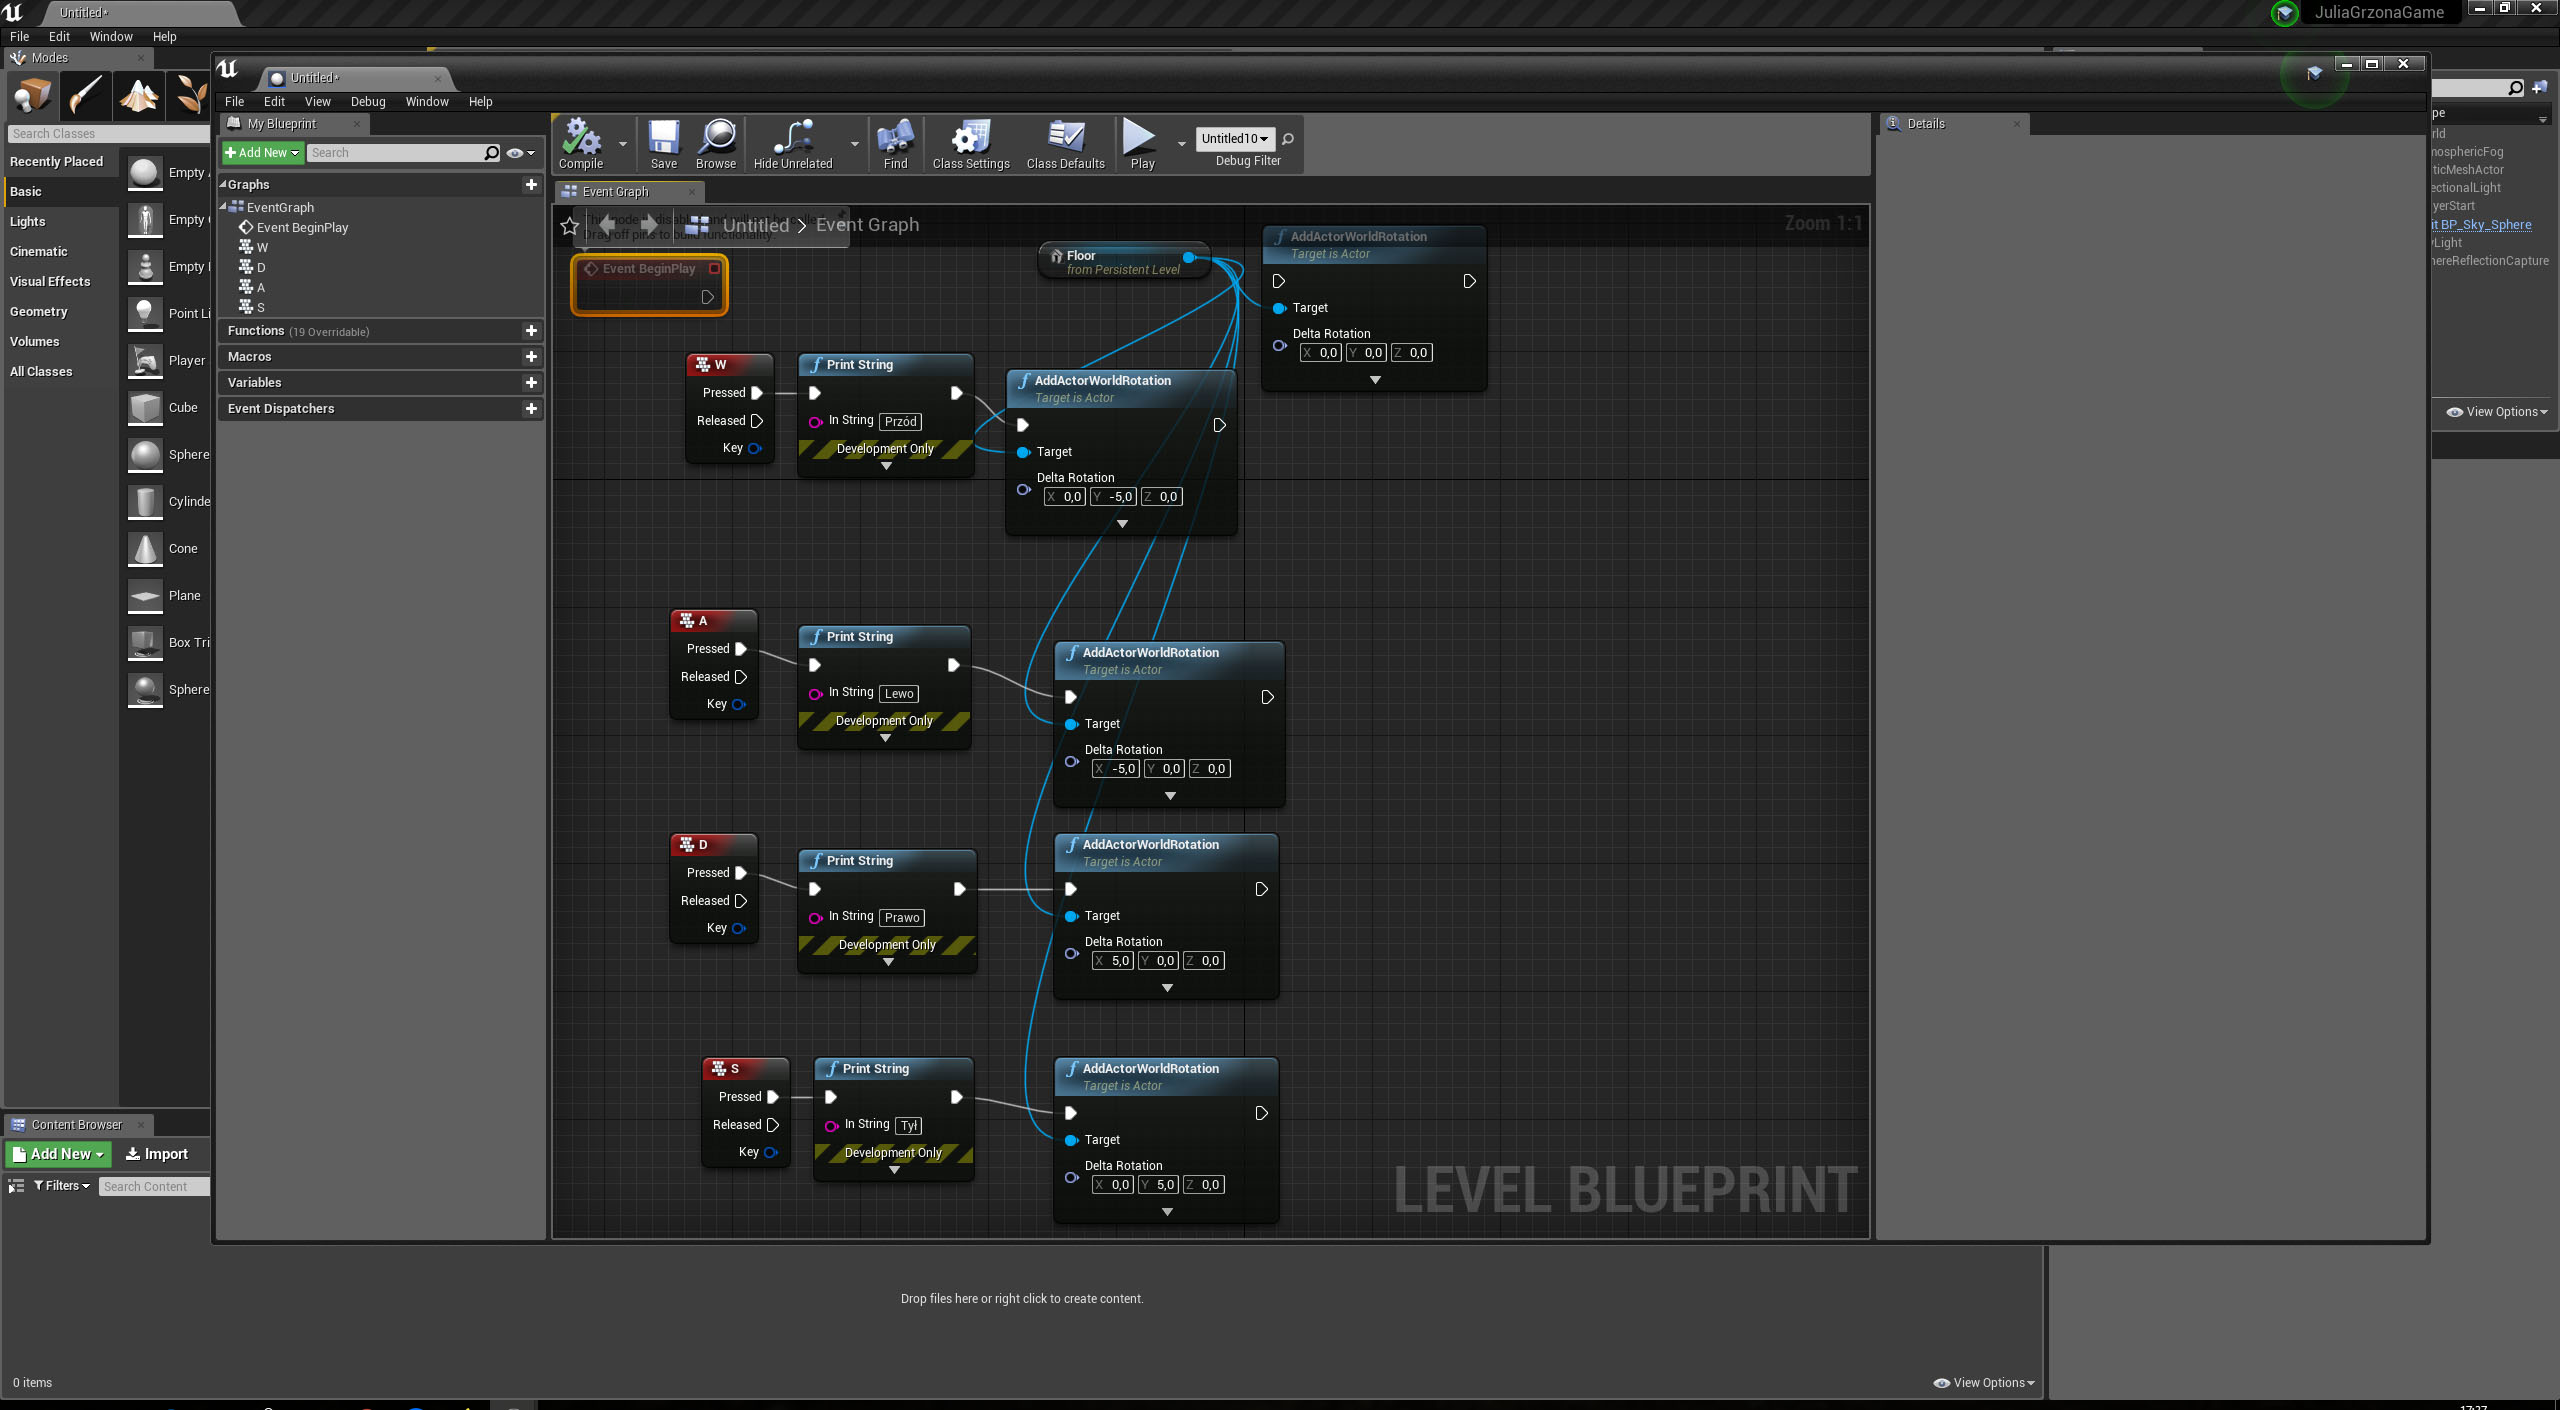 Untitled*
JuliaGrzonaGame
File Edit Window Help
Modes
Search Classes
Recently Placed
Basic
Lights
Cinematic
Visual Effects
Geometry
Volumes
All Classes
Empty
Empty
Empty
Point Li
Player
Cube
Sphere
Cylinde
Cone
Plane
Box Tri
Sphere
Untitled*
File Edit View Debug Window Help
My Blueprint
Add New
Search
Graphs
EventGraph
Event BeginPlay
W
D
A
S
Functions (19 Overridable)
Macros
Variables
Event Dispatchers
Compile
Save
Browse
Hide Unrelated
Find
Class Settings
Class Defaults
Play
Untitled10
Debug Filter
Event Graph
Untitled > Event Graph
Zoom 1:1
Event BeginPlay
Floor
from Persistent Level
AddActorWorldRotation
Target is Actor
Target
Delta Rotation
X 0,0 Y 0,0 Z 0,0
W
Pressed
Released
Key
Print String
In String Przód
Development Only
AddActorWorldRotation
Target is Actor
Target
Delta Rotation
X 0,0 Y -5,0 Z 0,0
A
Pressed
Released
Key
Print String
In String Lewo
Development Only
AddActorWorldRotation
Target is Actor
Target
Delta Rotation
X -5,0 Y 0,0 Z 0,0
D
Pressed
Released
Key
Print String
In String Prawo
Development Only
AddActorWorldRotation
Target is Actor
Target
Delta Rotation
X 5,0 Y 0,0 Z 0,0
S
Pressed
Released
Key
Print String
In String Tył
Development Only
AddActorWorldRotation
Target is Actor
Target
Delta Rotation
X 0,0 Y 5,0 Z 0,0
LEVEL BLUEPRINT
Details
pe
rld
mosphericFog
ticMeshActor
ectionalLight
yerStart
it BP_Sky_Sphere
yLight
hereReflectionCapture
View Options
Content Browser
Add New
Import
Filters
Search Content
Drop files here or right click to create content.
0 items
View Options